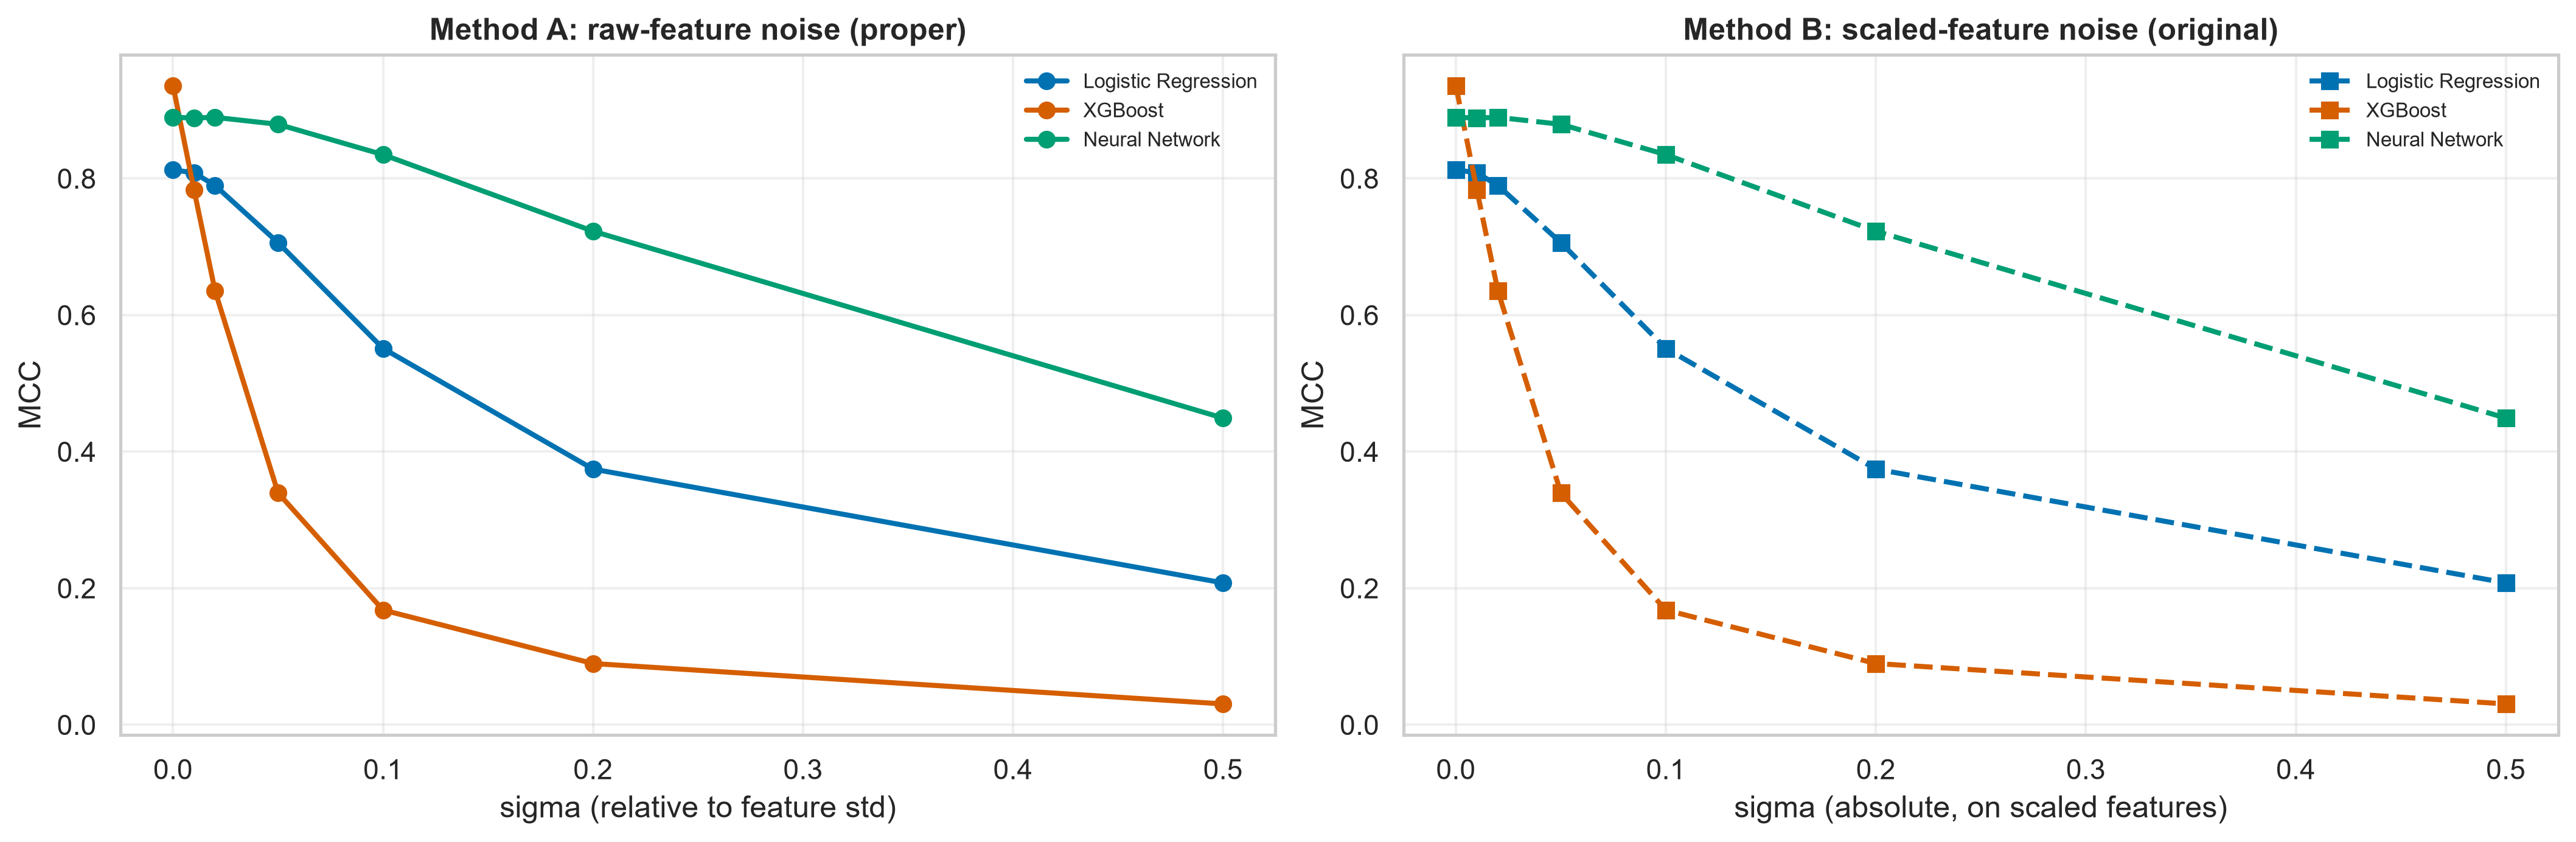 Method A: raw-feature noise (proper)
Logistic Regression
XGBoost
Neural Network
MCC
0.8
0.6
0.4
0.2
0.0
0.0 0.1 0.2 0.3 0.4 0.5
sigma (relative to feature std)
Method B: scaled-feature noise (original)
Logistic Regression
XGBoost
Neural Network
MCC
0.8
0.6
0.4
0.2
0.0
0.0 0.1 0.2 0.3 0.4 0.5
sigma (absolute, on scaled features)